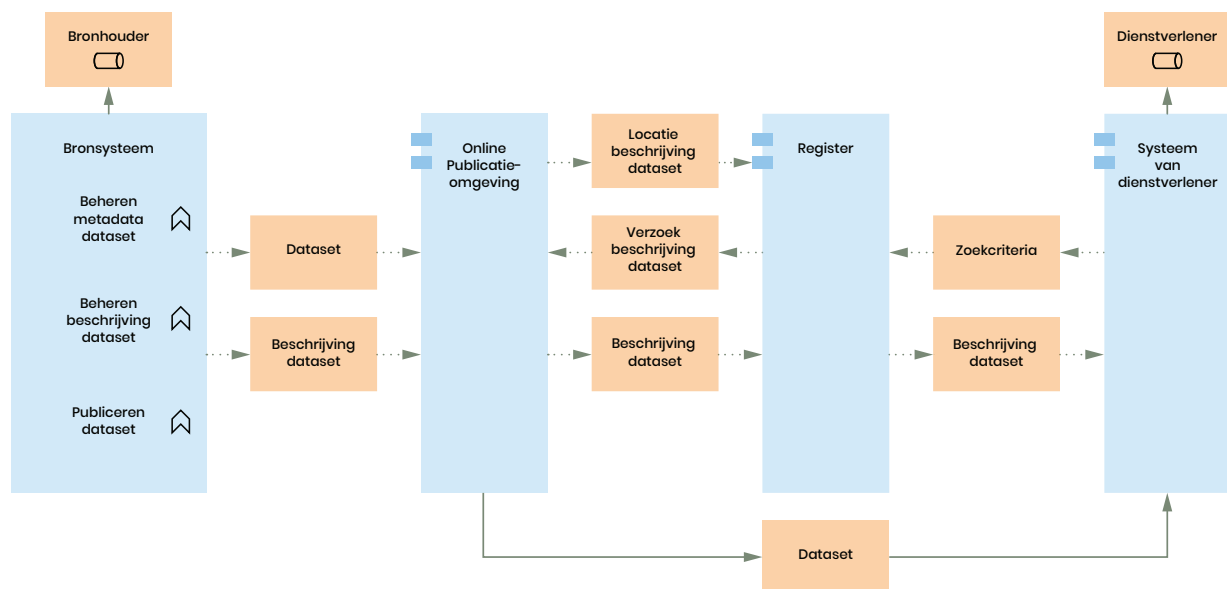 Bronhouder
Dienstverlener
Bronsysteem
Beheren
metadata
dataset
Beheren
beschrijving
dataset
Publiceren
dataset
Dataset
Beschrijving
dataset
Online
Publicatie-
omgeving
Locatie
beschrijving
dataset
Verzoek
beschrijving
dataset
Beschrijving
dataset
Register
Zoekcriteria
Beschrijving
dataset
Systeem
van
dienstverlener
Dataset